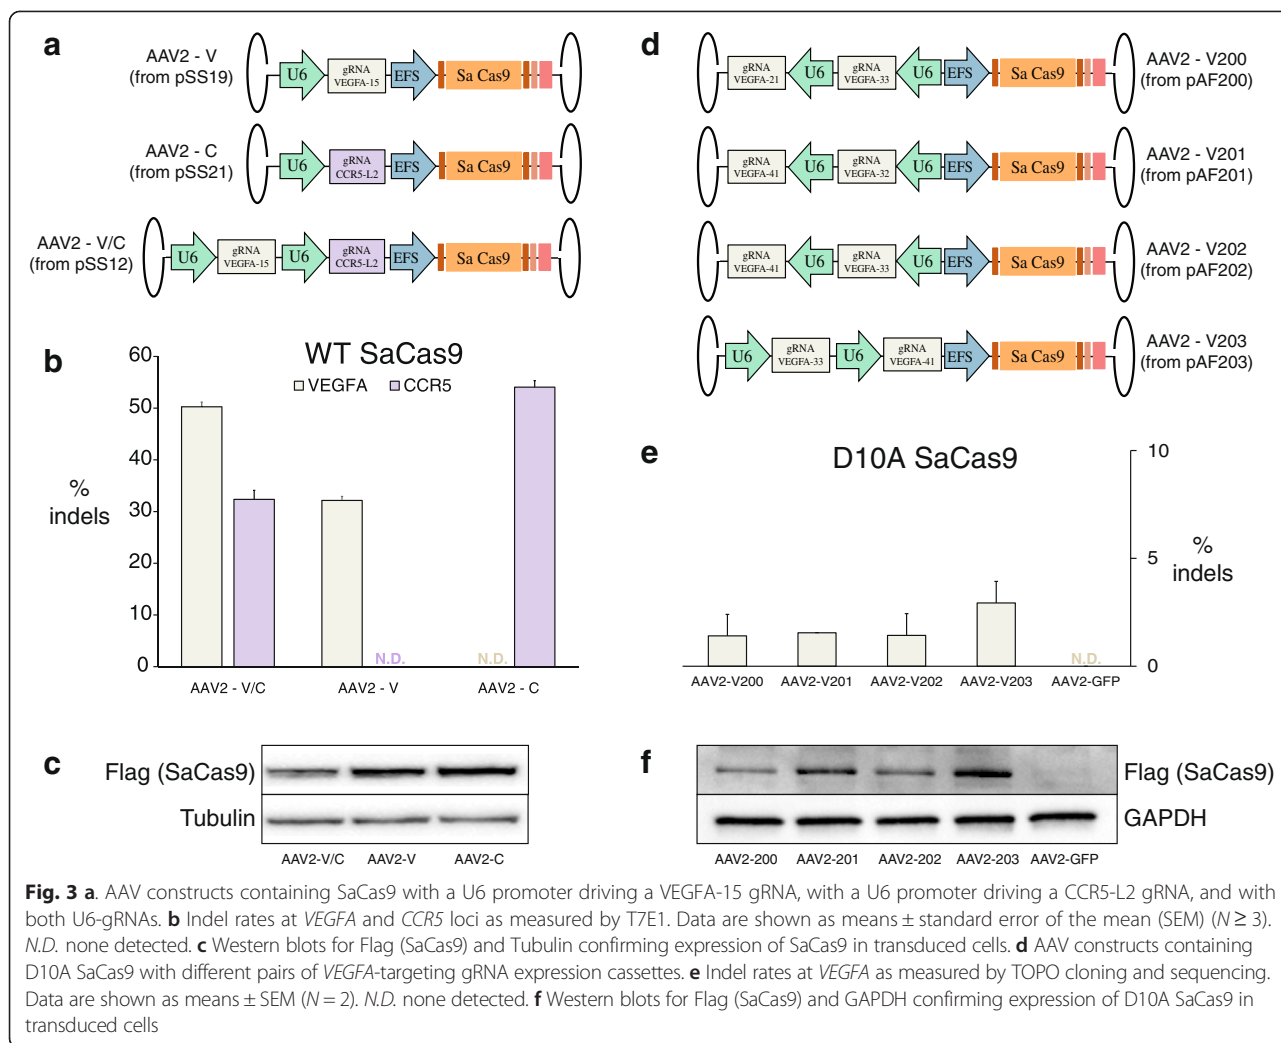 a
AAV2 - V
(from pSS19)
U6
gRNA
VEGFA-15
EFS
Sa Cas9
AAV2 - C
(from pSS21)
U6
gRNA
CCR5-L2
EFS
Sa Cas9
AAV2 - V/C
(from pSS12)
U6
gRNA
VEGFA-15
U6
gRNA
CCR5-L2
EFS
Sa Cas9
b
WT SaCas9
VEGFA
CCR5
60
50
40
30
20
10
0
%
indels
N.D.
N.D.
AAV2 - V/C
AAV2 - V
AAV2 - C
c
Flag (SaCas9)
Tubulin
AAV2-V/C
AAV2-V
AAV2-C
d
gRNA
VEGFA-21
U6
gRNA
VEGFA-33
U6
EFS
Sa Cas9
AAV2 - V200
(from pAF200)
gRNA
VEGFA-41
U6
gRNA
VEGFA-32
U6
EFS
Sa Cas9
AAV2 - V201
(from pAF201)
gRNA
VEGFA-41
U6
gRNA
VEGFA-33
U6
EFS
Sa Cas9
AAV2 - V202
(from pAF202)
U6
gRNA
VEGFA-33
U6
gRNA
VEGFA-41
EFS
Sa Cas9
AAV2 - V203
(from pAF203)
e
D10A SaCas9
10
5
0
%
indels
N.D.
AAV2-V200
AAV2-V201
AAV2-V202
AAV2-V203
AAV2-GFP
f
Flag (SaCas9)
GAPDH
AAV2-200
AAV2-201
AAV2-202
AAV2-203
AAV2-GFP
Fig. 3 a. AAV constructs containing SaCas9 with a U6 promoter driving a VEGFA-15 gRNA, with a U6 promoter driving a CCR5-L2 gRNA, and with
both U6-gRNAs. b Indel rates at VEGFA and CCR5 loci as measured by T7E1. Data are shown as means ± standard error of the mean (SEM) (N ≥ 3).
N.D. none detected. c Western blots for Flag (SaCas9) and Tubulin confirming expression of SaCas9 in transduced cells. d AAV constructs containing
D10A SaCas9 with different pairs of VEGFA-targeting gRNA expression cassettes. e Indel rates at VEGFA as measured by TOPO cloning and sequencing.
Data are shown as means ± SEM (N = 2). N.D. none detected. f Western blots for Flag (SaCas9) and GAPDH confirming expression of D10A SaCas9 in
transduced cells